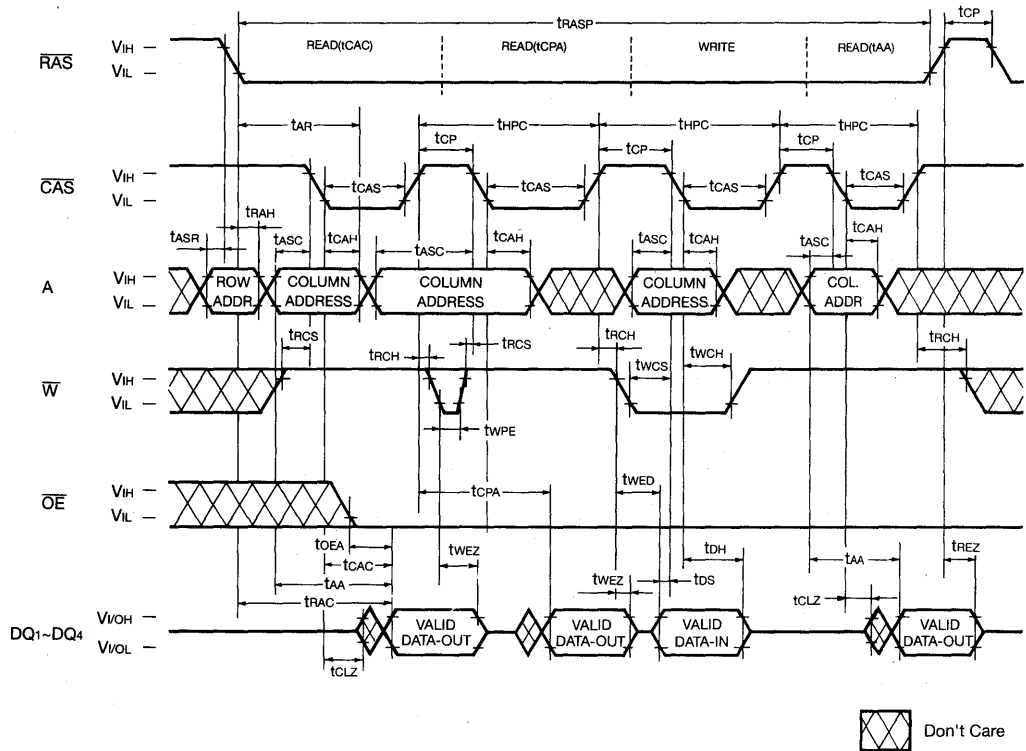 tRASP
tCP
RAS
VIH
VIL
READ(tCAC)
READ(tCPA)
WRITE
READ(tAA)
tAR
tHPC
tHPC
tHPC
tCP
tCP
tCP
CAS
VIH
VIL
tCAS
tCAS
tCAS
tCAS
tASR
tRAH
tASC
tCAH
tASC
tCAH
tASC
tCAH
tASC
tCAH
A
VIH
VIL
ROW
ADDR.
COLUMN
ADDRESS
COLUMN
ADDRESS
COLUMN
ADDRESS
COL.
ADDR
tRCS
tRCH
tRCS
tRCH
tWCS
tWCH
tRCH
W
VIH
VIL
tWPE
OE
VIH
VIL
tCPA
tWED
tOEA
tCAC
tAA
tRAC
tWEZ
tWEZ
tDS
tDH
tAA
tCLZ
tREZ
DQ1~DQ4
VI/OH
VI/OL
VALID
DATA-OUT
VALID
DATA-OUT
VALID
DATA-IN
VALID
DATA-OUT
tCLZ
Don't Care